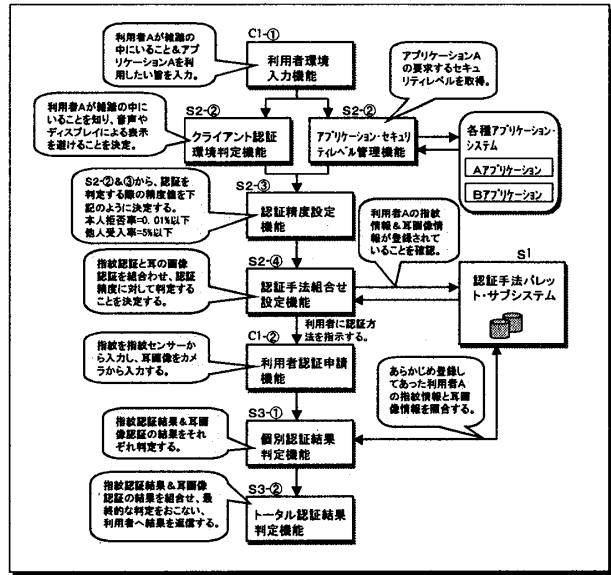 C1-①
利用者Aが雑踏の
中にいること&アプ
リケーションAを利
用したい旨を入力。
利用者環境
入力機能
アプリケーションA
の要求するセキュ
リティレベルを取得。
利用者Aが雑踏の中に
いることを知り、音声や
ディスプレイによる表示
を避けることを決定。
S2-②
クライアント認証
環境判定機能
S2-②
アプリケーション・セキュリ
ティレベル管理機能
各種アプリケーション・
システム
Aアプリケーション
Bアプリケーション
S2-②&③から、認証を
判定する際の精度値を下
記のように決定する。
本人拒否率=0.01%以下
他人受入率=5%以下
S2-③
認証精度設定
機能
利用者Aの指紋
情報&耳画像情
報が登録されて
いることを確認。
指紋認証と耳の画像
認証を組合わせ、認証
精度に対して判定する
ことを決定する。
S2-④
認証手法組合せ
設定機能
S1
認証手法パレッ
ト・サブシステム
利用者に認証方
法を指示する。
指紋を指紋センサーか
ら入力し、耳画像をカメ
ラから入力する。
C1-②
利用者認証申請
機能
あらかじめ登録し
てあった利用者A
の指紋情報と耳画
像情報を照合する。
指紋認証結果&耳画
像認証の結果をそれ
ぞれ判定する。
S3-①
個別認証結果
判定機能
指紋認証結果&耳画像
認証の結果を組合せ、最
終的な判定をおこない、
利用者へ結果を返信する。
S3-②
トータル認証結果
判定機能